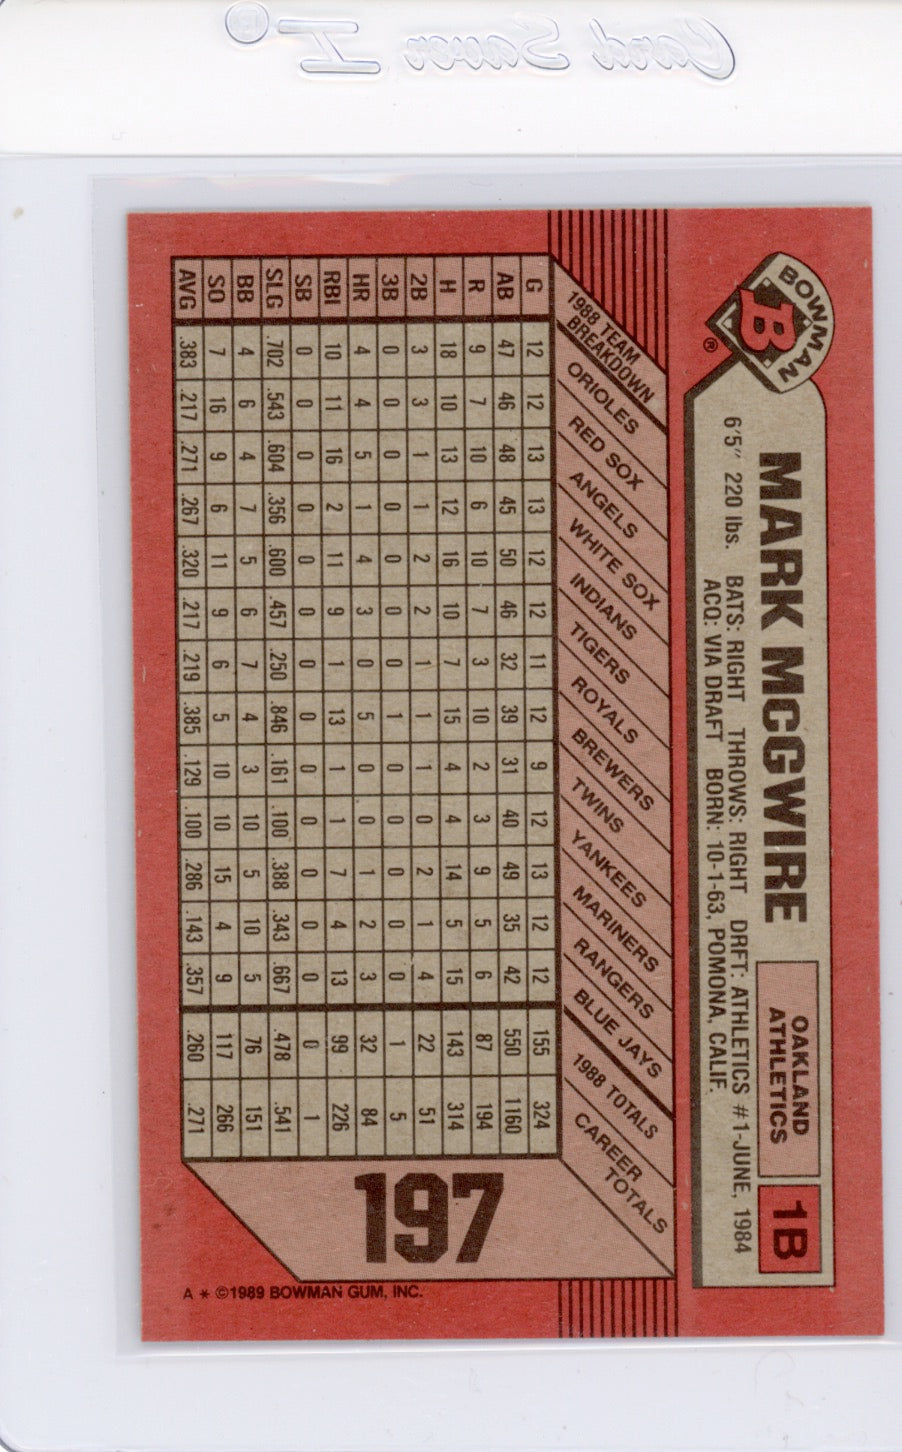 Card Saver I
BOWMAN
B
®
MARK McGWIRE
OAKLAND
ATHLETICS
1B
6'5" 220 lbs. BATS: RIGHT THROWS: RIGHT DRFT: ATHLETICS #1-JUNE, 1984
ACQ: VIA DRAFT BORN: 10-1-63, POMONA, CALIF.
1988 TEAM
BREAKDOWN
ORIOLES
RED SOX
ANGELS
WHITE SOX
INDIANS
TIGERS
ROYALS
BREWERS
TWINS
YANKEES
MARINERS
RANGERS
BLUE JAYS
1988 TOTALS
CAREER
TOTALS
G 12 12 13 13 12 12 11 12 9 12 13 12 12 155 324
AB 47 46 48 45 50 46 32 39 31 40 49 35 42 550 1160
R 9 7 10 6 10 7 3 10 2 3 9 5 6 87 194
H 18 10 13 12 16 10 7 15 4 4 14 5 15 143 314
2B 3 3 1 1 2 2 1 1 1 0 2 1 4 22 51
3B 0 0 0 0 0 0 0 1 0 0 0 0 0 1 5
HR 4 4 5 1 4 3 0 5 0 0 1 2 3 32 84
RBI 10 11 16 2 11 9 1 13 1 1 7 4 13 99 226
SB 0 0 0 0 0 0 0 0 0 0 0 0 0 0 1
SLG .702 .543 .604 .356 .600 .457 .250 .846 .161 .100 .388 .343 .667 .478 .541
BB 4 6 4 7 5 6 7 4 3 10 5 10 5 76 151
SO 7 16 9 6 11 9 6 5 10 10 15 4 9 117 266
AVG .383 .217 .271 .267 .320 .217 .219 .385 .129 .100 .286 .143 .357 .260 .271
197
A * ©1989 BOWMAN GUM, INC.